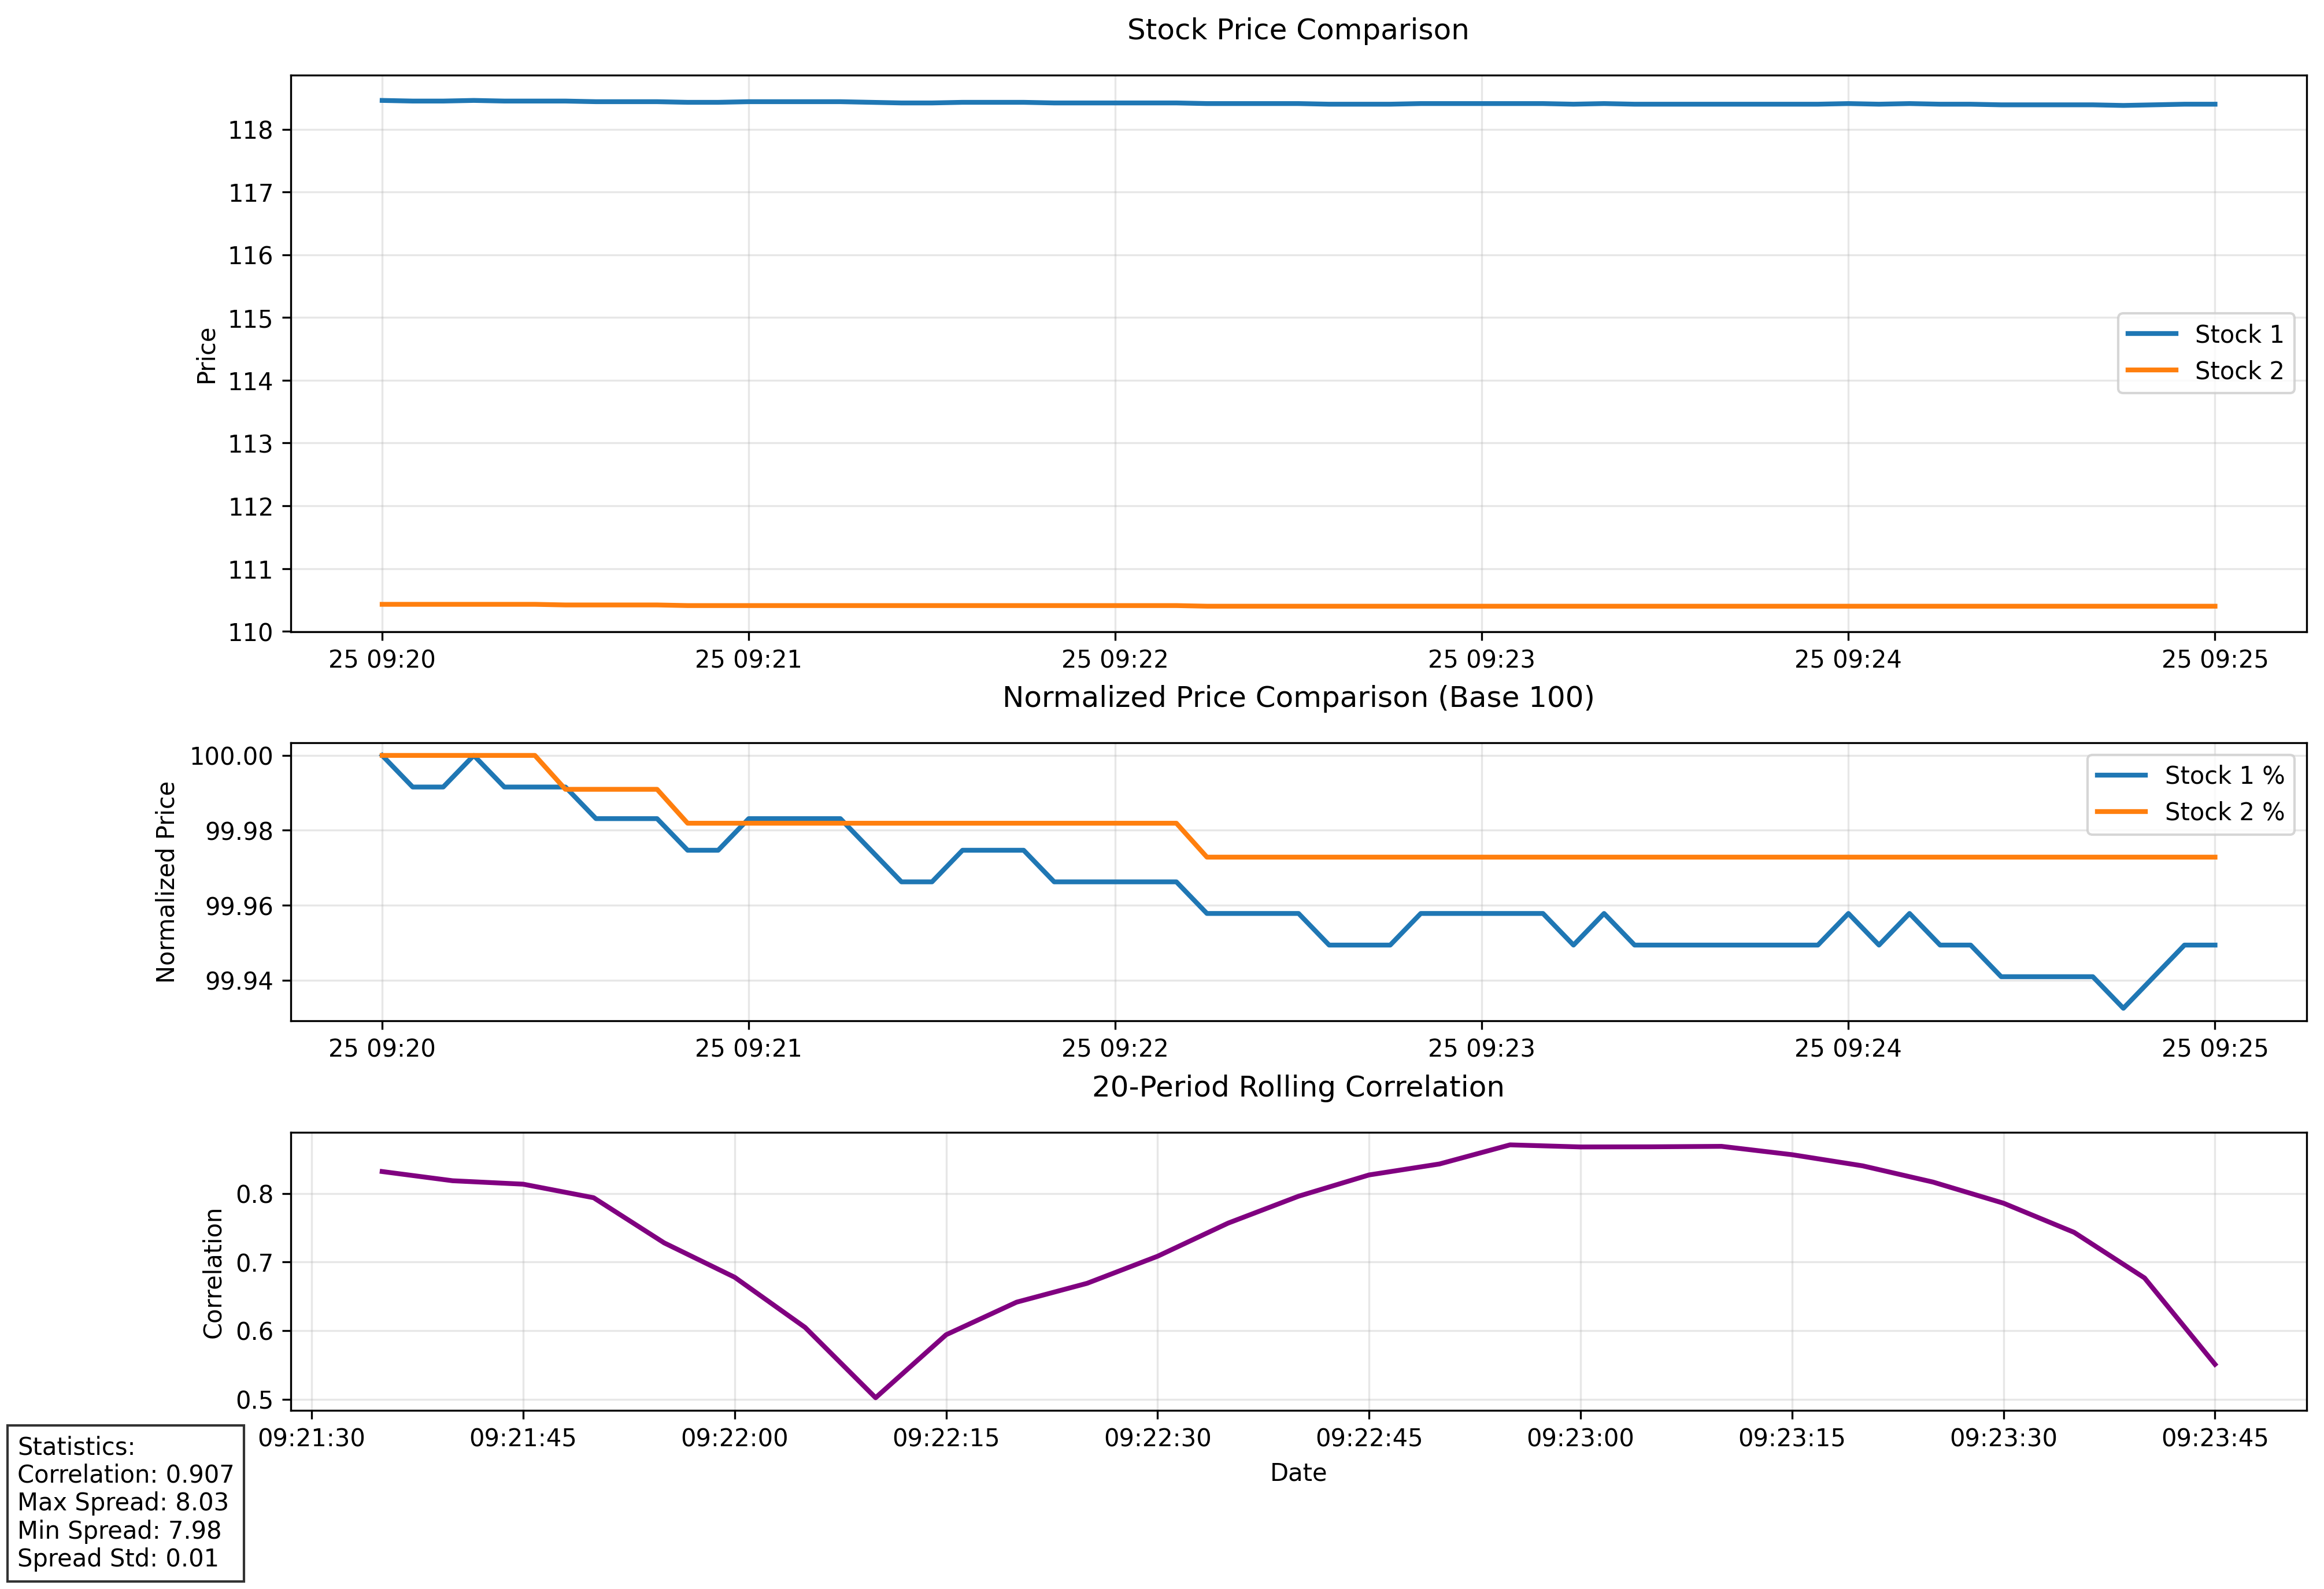 Stock Price Comparison
Price
118
117
116
115
114
113
112
111
110
Stock 1
Stock 2
25 09:20 25 09:21 25 09:22 25 09:23 25 09:24 25 09:25
Normalized Price Comparison (Base 100)
Normalized Price
100.00
99.98
99.96
99.94
Stock 1 %
Stock 2 %
25 09:20 25 09:21 25 09:22 25 09:23 25 09:24 25 09:25
20-Period Rolling Correlation
Correlation
0.8
0.7
0.6
0.5
09:21:30 09:21:45 09:22:00 09:22:15 09:22:30 09:22:45 09:23:00 09:23:15 09:23:30 09:23:45
Date
Statistics:
Correlation: 0.907
Max Spread: 8.03
Min Spread: 7.98
Spread Std: 0.01